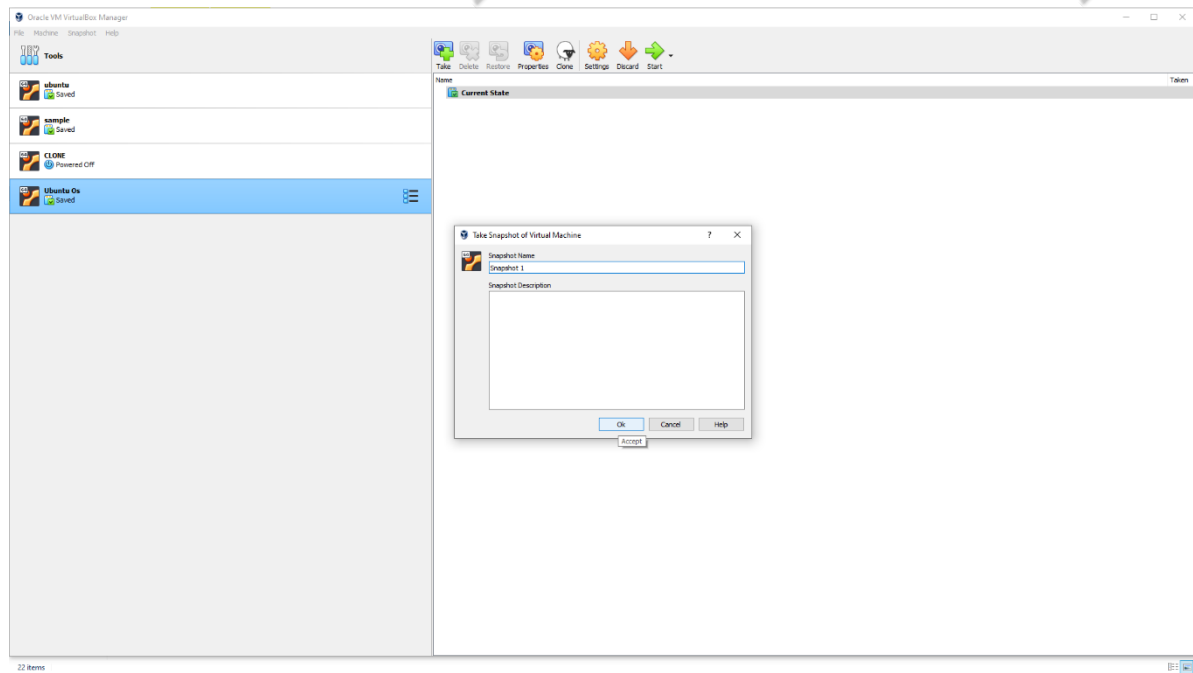 Oracle VM VirtualBox Manager
File Machine Snapshot Help
Tools
Take Delete Restore Properties Clone Settings Discard Start
Name Taken
Current State
ubuntu
Saved
sample
Saved
CLONE
Powered Off
Ubuntu Os
Saved
Take Snapshot of Virtual Machine ? X
Snapshot Name
Snapshot 1
Snapshot Description
Ok Cancel Help
Accept
22 items